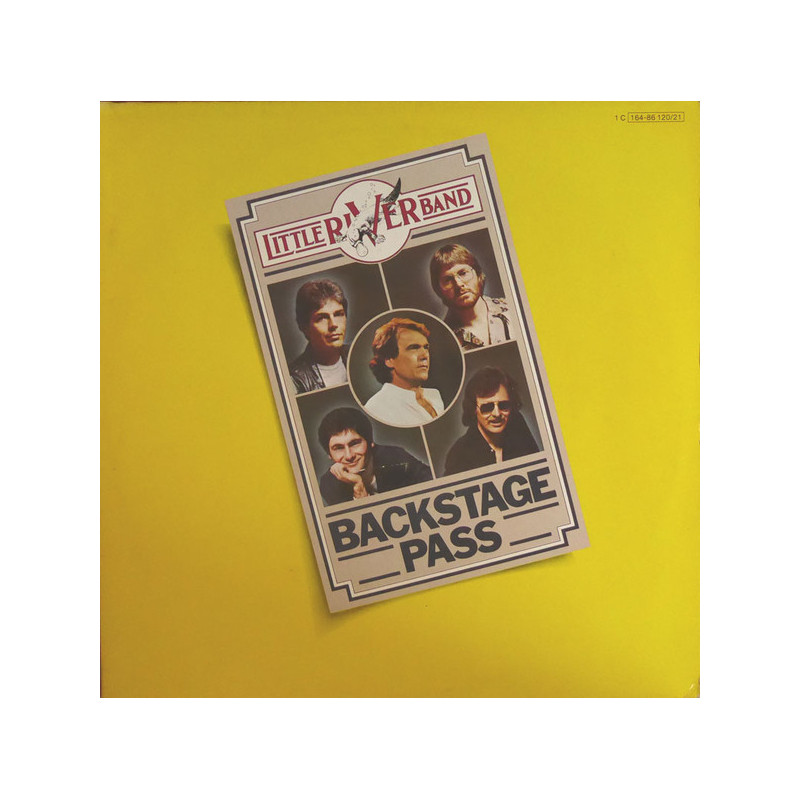 1 C 164-86 120/21
LITTLE RIVER BAND
BACKSTAGE
PASS